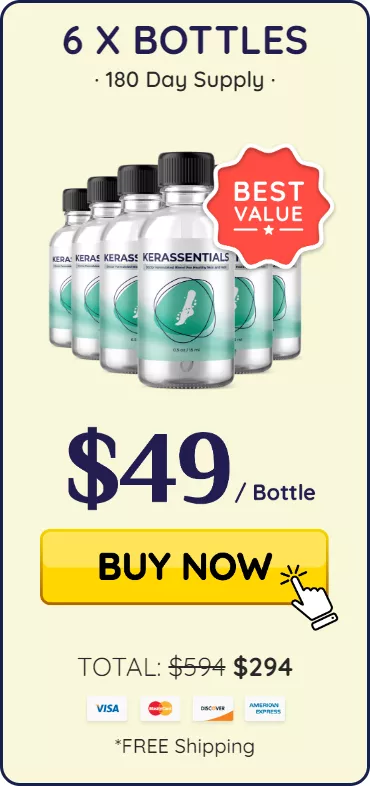 6 X BOTTLES
· 180 Day Supply ·
BEST
VALUE
KERASSENTIALS
$49 / Bottle
BUY NOW
TOTAL: $594 $294
VISA
MasterCard
DISCOVER
AMERICAN
EXPRESS
*FREE Shipping